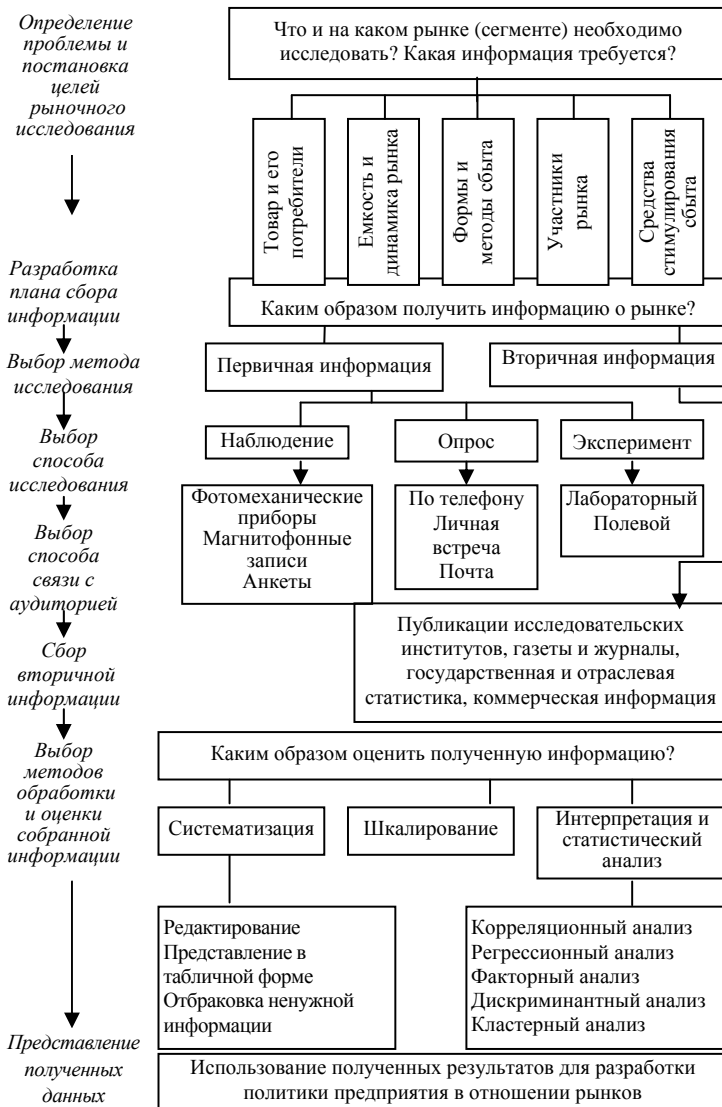 Определение
проблемы и
постановка
целей
рыночного
исследования
Что и на каком рынке (сегменте) необходимо
исследовать? Какая информация требуется?
Товар и его
потребители
Емкость и
динамика рынка
Формы и
методы сбыта
Участники
рынка
Средства
стимулирования
сбыта
Разработка
плана сбора
информации
Каким образом получить информацию о рынке?
Выбор метода
исследования
Первичная информация
Вторичная информация
Выбор
способа
исследования
Наблюдение
Опрос
Эксперимент
Фотомеханические
приборы
Магнитофонные
записи
Анкеты
По телефону
Личная
встреча
Почта
Лабораторный
Полевой
Выбор
способа
связи с
аудиторией
Сбор
вторичной
информации
Публикации исследовательских
институтов, газеты и журналы,
государственная и отраслевая
статистика, коммерческая информация
Выбор
методов
обработки
и оценки
собранной
информации
Каким образом оценить полученную информацию?
Систематизация
Шкалирование
Интерпретация и
статистический
анализ
Редактирование
Представление в
табличной форме
Отбраковка ненужной
информации
Корреляционный анализ
Регрессионный анализ
Факторный анализ
Дискриминантный анализ
Кластерный анализ
Представление
полученных
данных
Использование полученных результатов для разработки
политики предприятия в отношении рынков